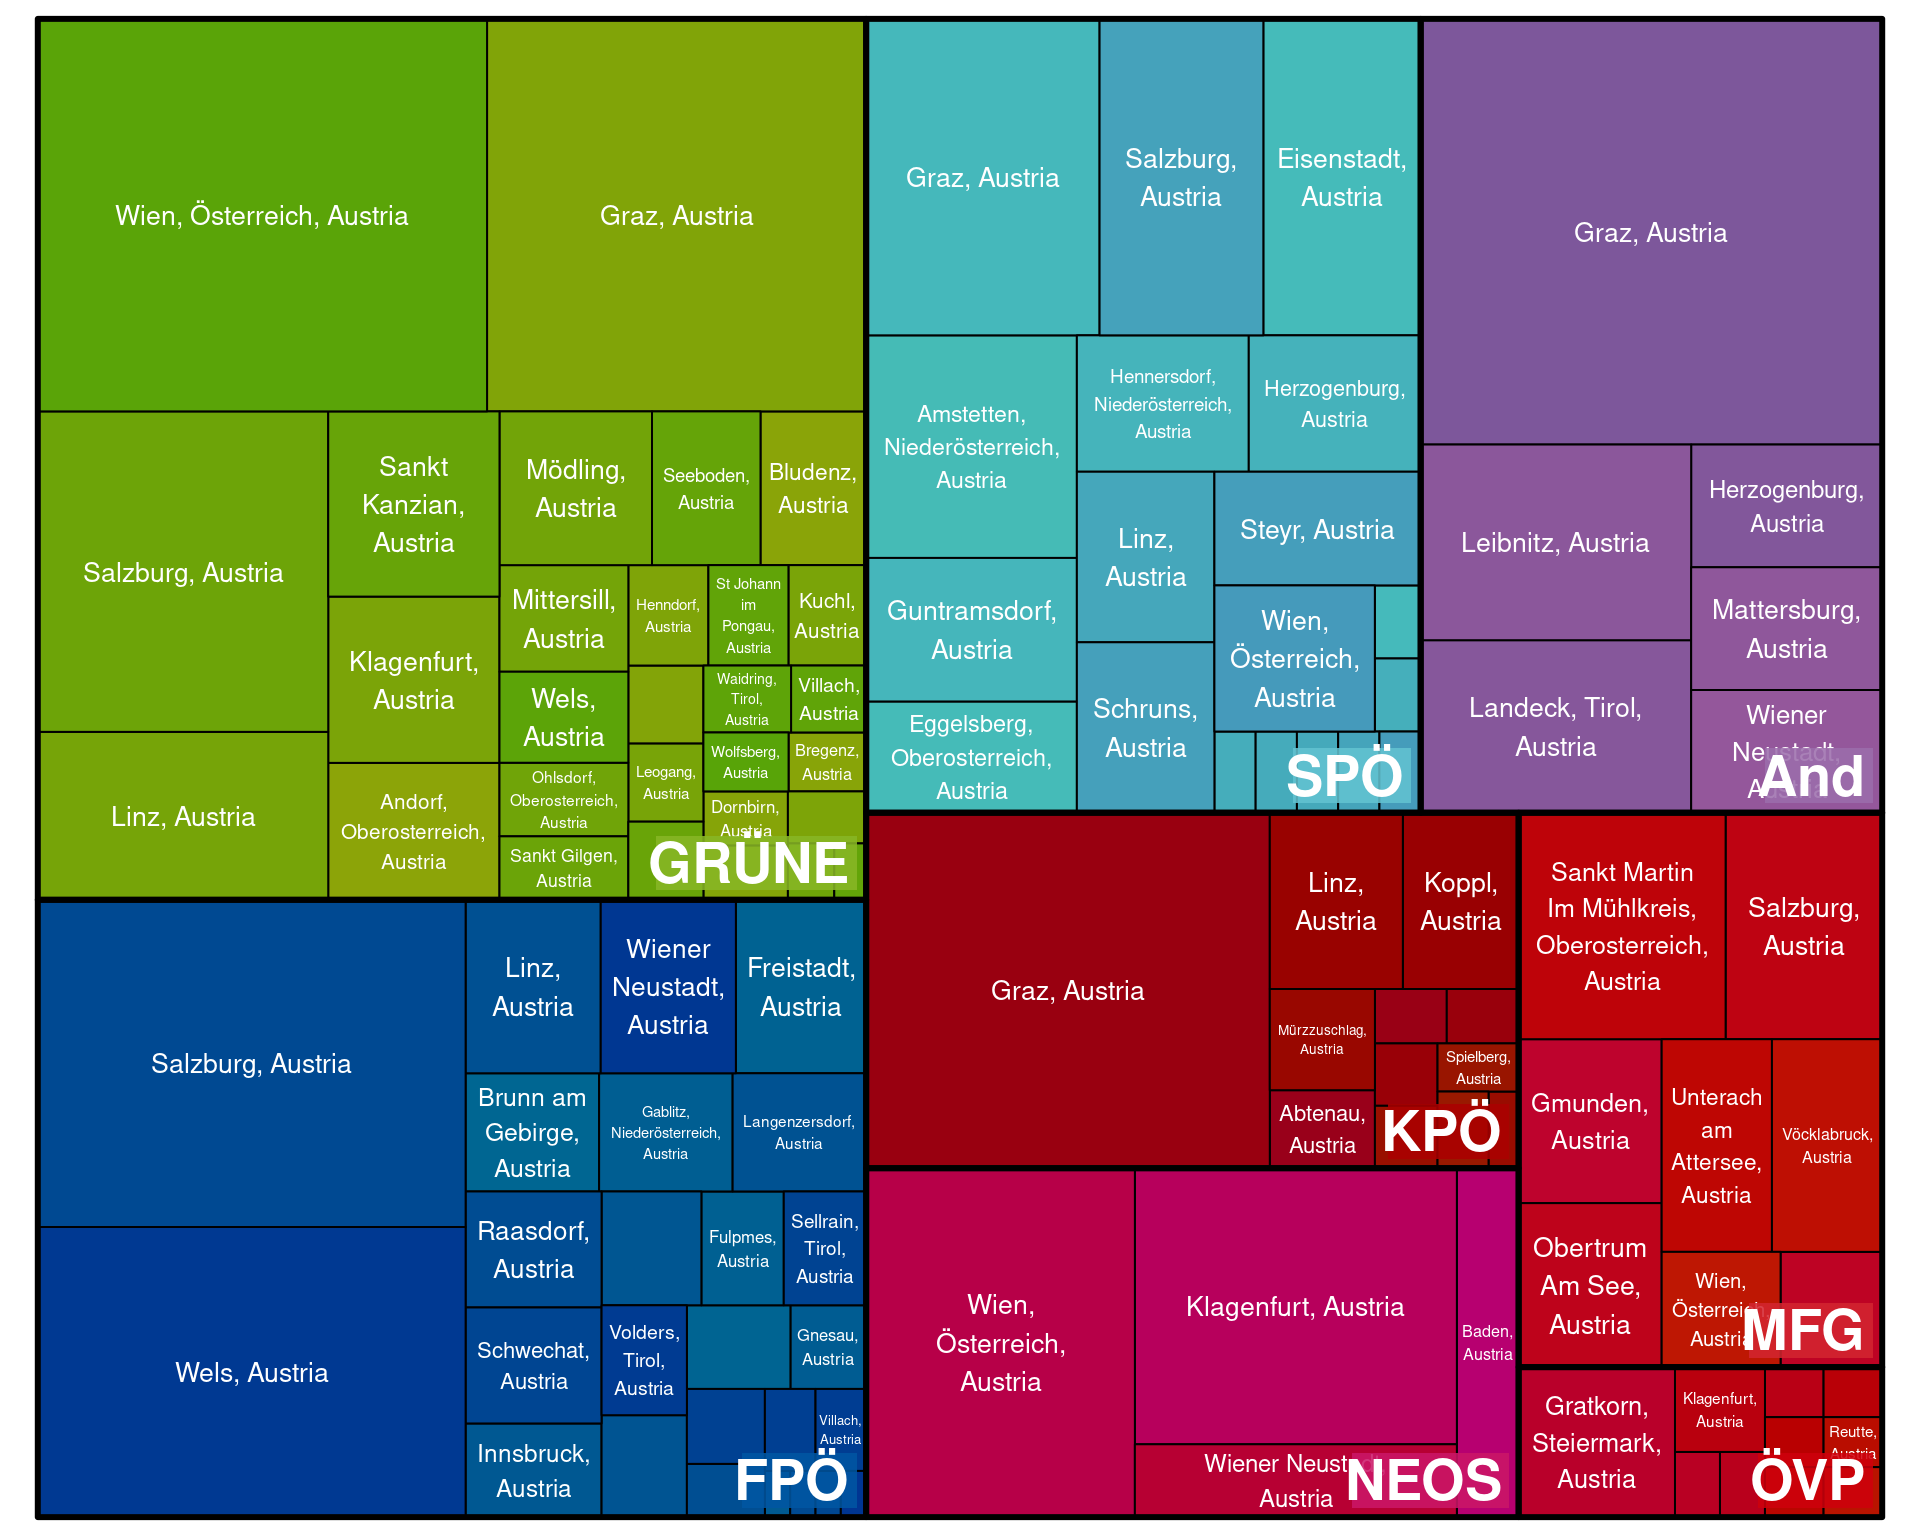 Wien, Österreich, Austria
Graz, Austria
Salzburg, Austria
Sankt
Kanzian,
Austria
Mödling,
Austria
Seeboden,
Austria
Bludenz,
Austria
Klagenfurt,
Austria
Mittersill,
Austria
Henndorf,
Austria
St Johann
im
Pongau,
Austria
Kuchl,
Austria
Wels,
Austria
Waidring,
Tirol,
Austria
Villach,
Austria
Linz, Austria
Andorf,
Oberosterreich,
Austria
Ohlsdorf,
Oberosterreich,
Austria
Leogang,
Austria
Wolfsberg,
Austria
Bregenz,
Austria
Sankt Gilgen,
Austria
Dornbirn,
Austria
GRÜNE
Graz, Austria
Salzburg,
Austria
Eisenstadt,
Austria
Amstetten,
Niederösterreich,
Austria
Hennersdorf,
Niederösterreich,
Austria
Herzogenburg,
Austria
Linz,
Austria
Steyr, Austria
Guntramsdorf,
Austria
Wien,
Österreich,
Austria
Eggelsberg,
Oberosterreich,
Austria
Schruns,
Austria
SPÖ
Graz, Austria
Leibnitz, Austria
Herzogenburg,
Austria
Mattersburg,
Austria
Landeck, Tirol,
Austria
Wiener
Neustadt,
And
Salzburg, Austria
Linz,
Austria
Wiener
Neustadt,
Austria
Freistadt,
Austria
Brunn am
Gebirge,
Austria
Gablitz,
Niederösterreich,
Austria
Langenzersdorf,
Austria
Wels, Austria
Raasdorf,
Austria
Fulpmes,
Austria
Sellrain,
Tirol,
Austria
Schwechat,
Austria
Volders,
Tirol,
Austria
Gnesau,
Austria
Innsbruck,
Austria
Villach,
Austria
FPÖ
Graz, Austria
Linz,
Austria
Koppl,
Austria
Mürzzuschlag,
Austria
Spielberg,
Austria
Abtenau,
Austria
KPÖ
Wien,
Österreich,
Austria
Klagenfurt, Austria
Baden,
Austria
Wiener Neustadt,
Austria
NEOS
Sankt Martin
Im Mühlkreis,
Oberosterreich,
Austria
Salzburg,
Austria
Gmunden,
Austria
Unterach
am
Attersee,
Austria
Vöcklabruck,
Austria
Obertrum
Am See,
Austria
Wien,
Österreich,
Austria
MFG
Gratkorn,
Steiermark,
Austria
Klagenfurt,
Austria
Reutte,
Austria
ÖVP